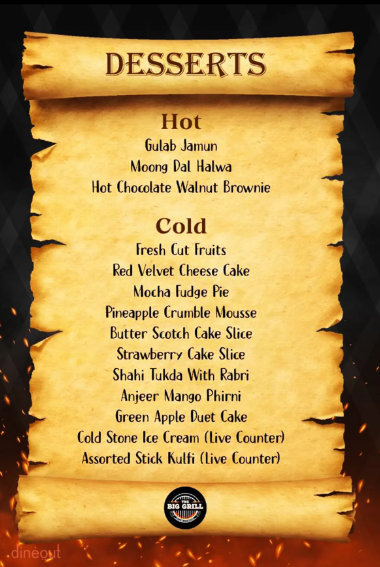 DESSERTS
Hot
Gulab Jamun
Moong Dal Halwa
Hot Chocolate Walnut Brownie
Cold
Fresh Cut Fruits
Red Velvet Cheese Cake
Mocha Fudge Pie
Pineapple Crumble Mousse
Butter Scotch Cake Slice
Strawberry Cake Slice
Shahi Tukda With Rabri
Anjeer Mango Phirni
Green Apple Duet Cake
Cold Stone Ice Cream (Live Counter)
Assorted Stick Kulfi (Live Counter)
THE
BIG GRILL
dineout